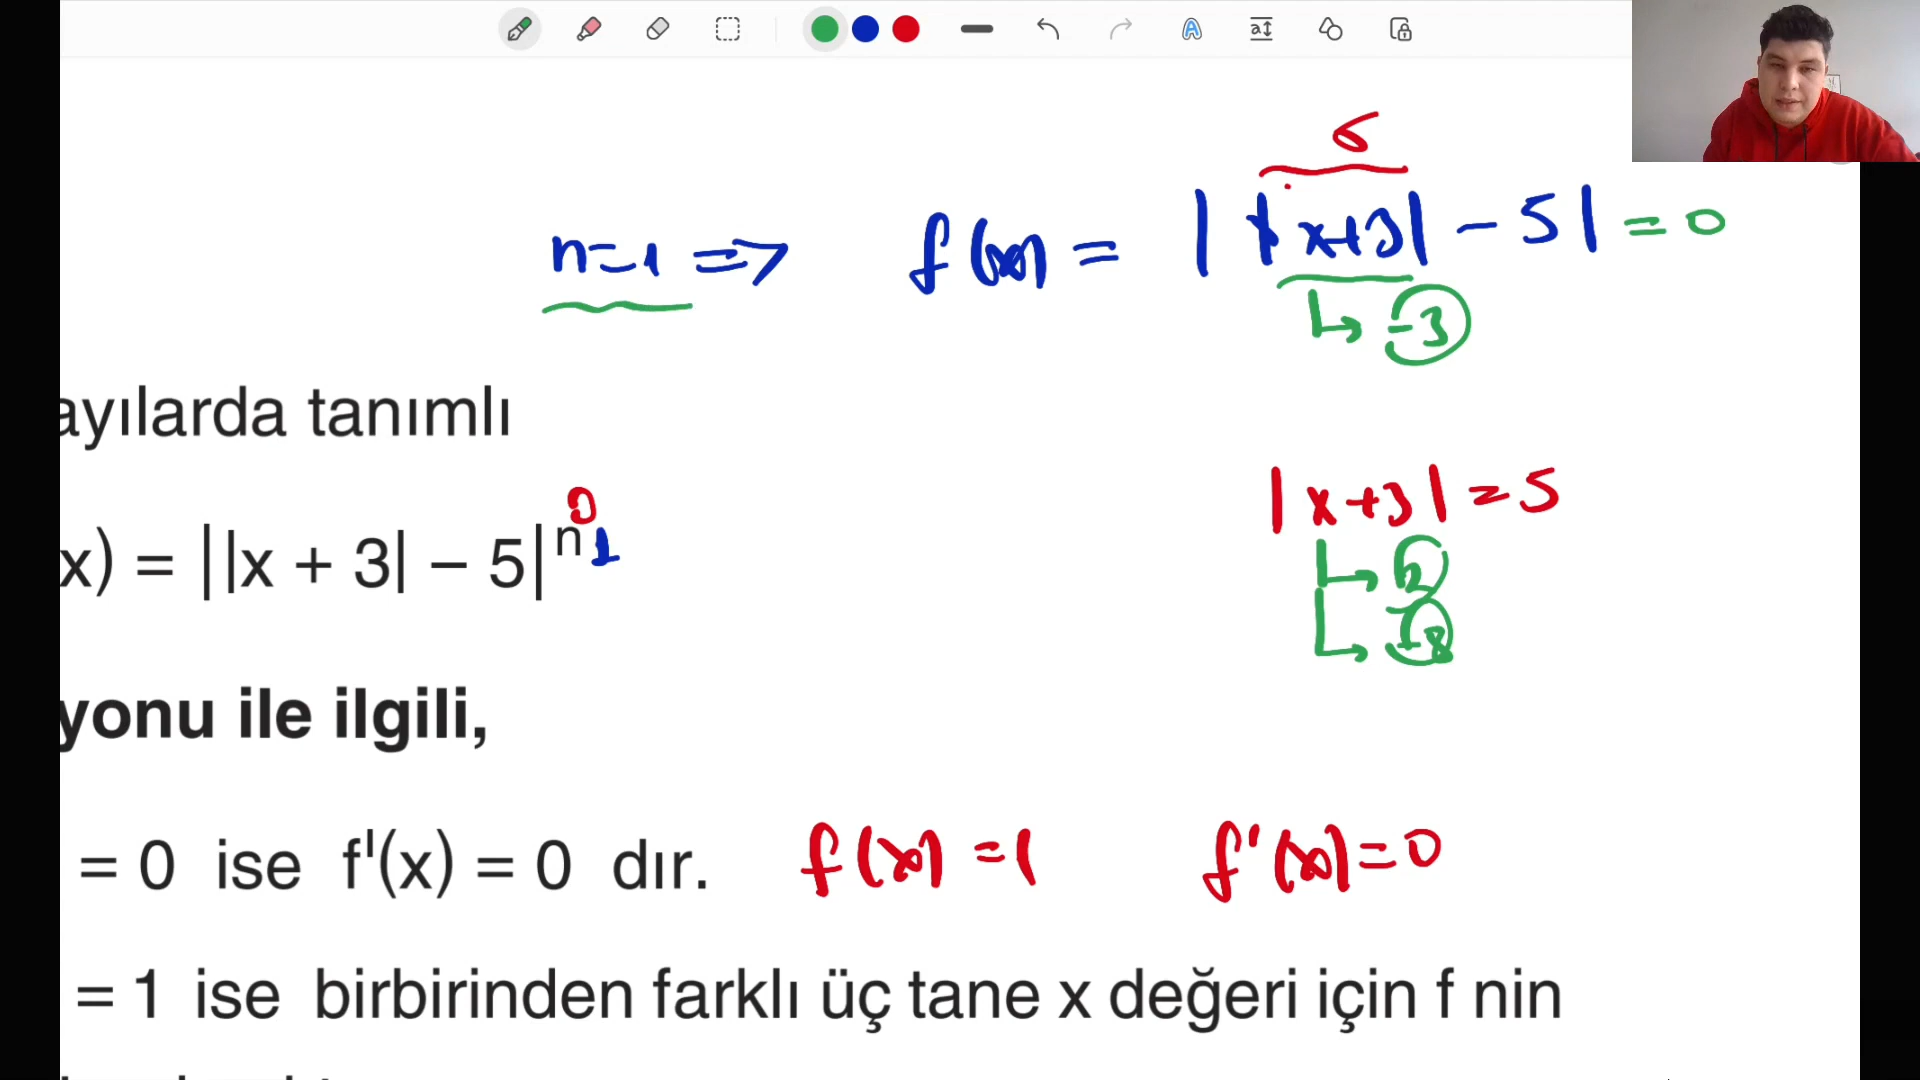 5
n=1 => f(x) = | |x+3| - 5| = 0
↳ -3
ayılarda tanımlı
|x+3| = 5
0
x) = ||x + 3| – 5|ⁿ 1
↳ 2
↳ -8
yonu ile ilgili,
= 0 ise f'(x) = 0 dır. f(x) = 1 f'(x) = 0
= 1 ise birbirinden farklı üç tane x değeri için f nin